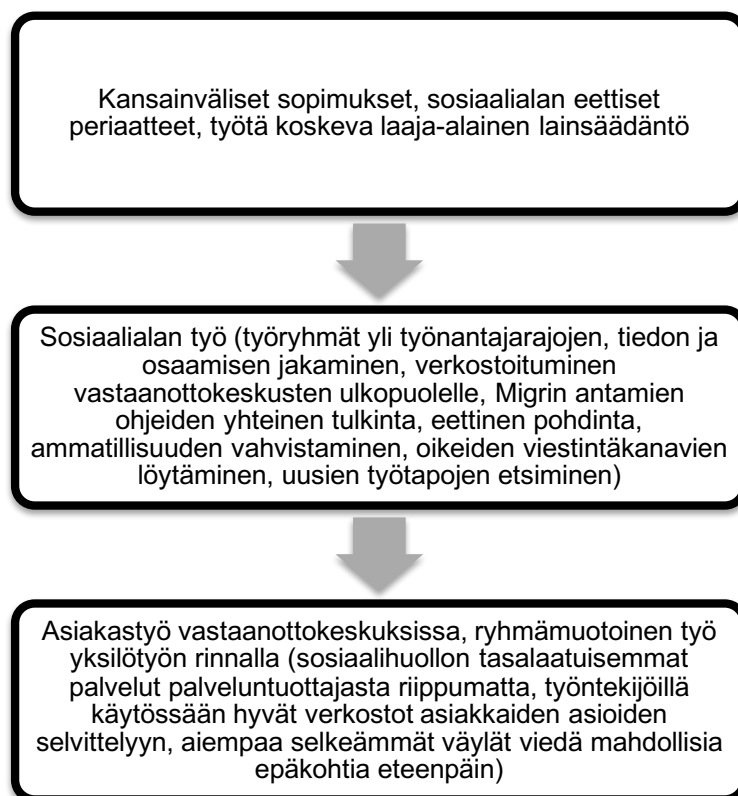 Kansainväliset sopimukset, sosiaalialan eettiset
periaatteet, työtä koskeva laaja-alainen lainsäädäntö
Sosiaalialan työ (työryhmät yli työnantajarajojen, tiedon ja
osaamisen jakaminen, verkostoituminen
vastaanottokeskusten ulkopuolelle, Migrin antamien
ohjeiden yhteinen tulkinta, eettinen pohdinta,
ammatillisuuden vahvistaminen, oikeiden viestintäkanavien
löytäminen, uusien työtapojen etsiminen)
Asiakastyö vastaanottokeskuksissa, ryhmämuotoinen työ
yksilötyön rinnalla (sosiaalihuollon tasalaatuisemmat
palvelut palveluntuottajasta riippumatta, työntekijöillä
käytössään hyvät verkostot asiakkaiden asioiden
selvittelyyn, aiempaa selkeämmät väylät viedä mahdollisia
epäkohtia eteenpäin)